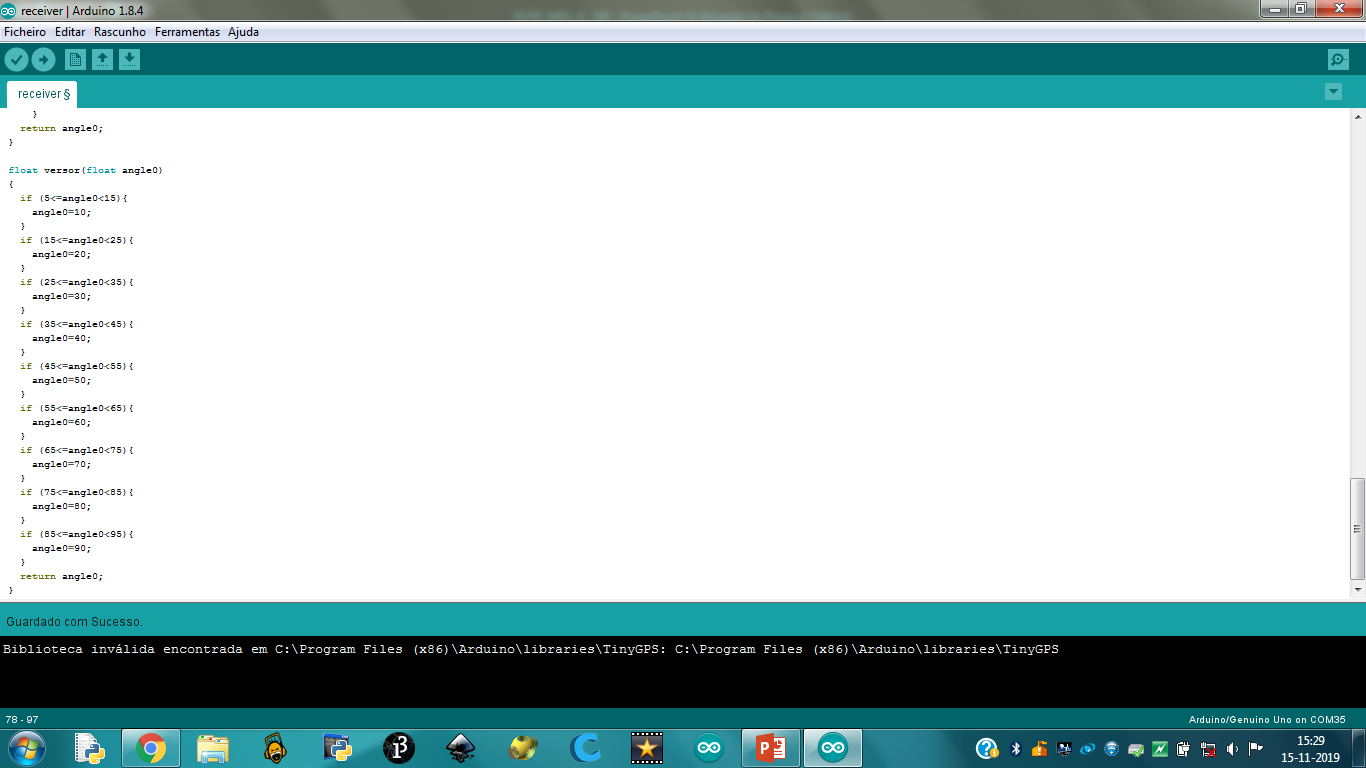 receiver | Arduino 1.8.4
Ficheiro Editar Rascunho Ferramentas Ajuda
receiver §
}
return angle0;
}
float versor(float angle0)
{
if (5<=angle0<15){
angle0=10;
}
if (15<=angle0<25){
angle0=20;
}
if (25<=angle0<35){
angle0=30;
}
if (35<=angle0<45){
angle0=40;
}
if (45<=angle0<55){
angle0=50;
}
if (55<=angle0<65){
angle0=60;
}
if (65<=angle0<75){
angle0=70;
}
if (75<=angle0<85){
angle0=80;
}
if (85<=angle0<95){
angle0=90;
}
return angle0;
}
Guardado com Sucesso.
Biblioteca inválida encontrada em C:\Program Files (x86)\Arduino\libraries\TinyGPS: C:\Program Files (x86)\Arduino\libraries\TinyGPS
78 - 97
Arduino/Genuino Uno on COM35
15:29
15-11-2019